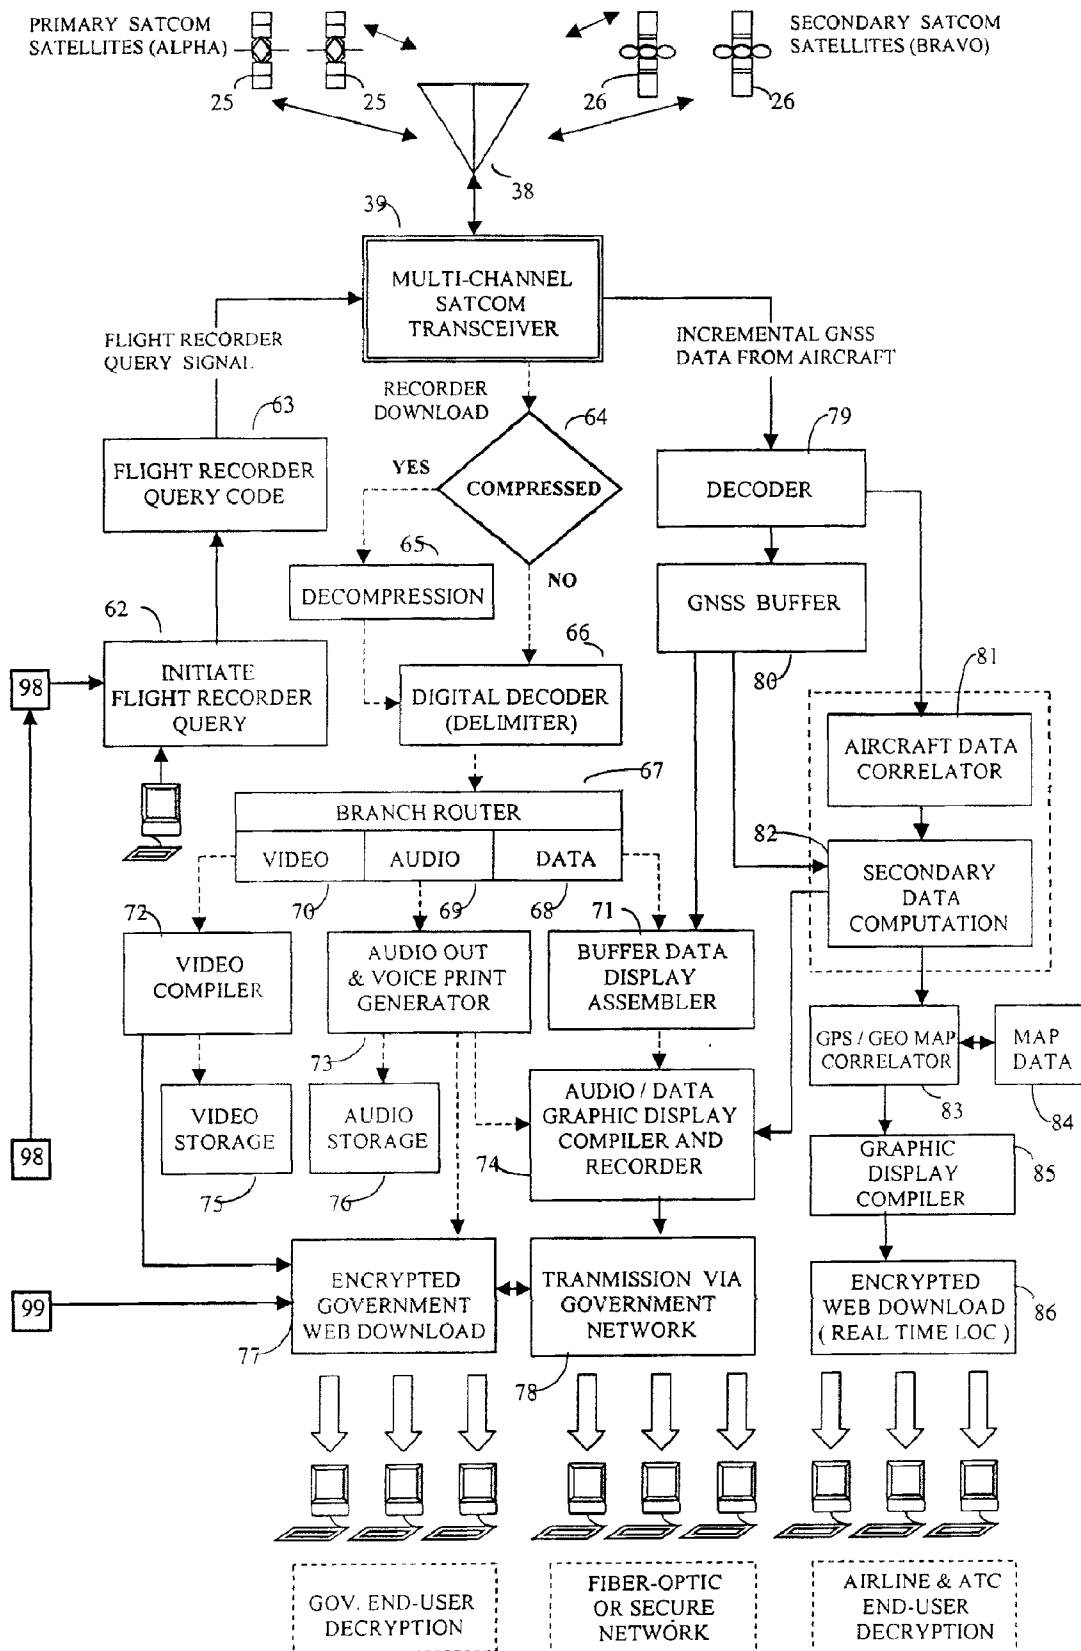 PRIMARY SATCOM
SATELLITES (ALPHA)
SECONDARY SATCOM
SATELLITES (BRAVO)
25
25
26
26
38
39
MULTI-CHANNEL
SATCOM
TRANSCEIVER
FLIGHT RECORDER
QUERY SIGNAL
INCREMENTAL GNSS
DATA FROM AIRCRAFT
RECORDER
DOWNLOAD
63
64
79
FLIGHT RECORDER
QUERY CODE
YES
COMPRESSED
DECODER
65
NO
DECOMPRESSION
GNSS BUFFER
62
66
80
81
98
INITIATE
FLIGHT RECORDER
QUERY
DIGITAL DECODER
(DELIMITER)
AIRCRAFT DATA
CORRELATOR
67
BRANCH ROUTER
VIDEO
AUDIO
DATA
82
SECONDARY
DATA
COMPUTATION
72
70
69
68
71
VIDEO
COMPILER
AUDIO OUT
& VOICE PRINT
GENERATOR
BUFFER DATA
DISPLAY
ASSEMBLER
73
GPS / GEO MAP
CORRELATOR
MAP
DATA
83
84
VIDEO
STORAGE
AUDIO
STORAGE
AUDIO / DATA
GRAPHIC DISPLAY
COMPILER AND
RECORDER
98
75
76
74
GRAPHIC
DISPLAY
COMPILER
85
99
ENCRYPTED
GOVERNMENT
WEB DOWNLOAD
TRANMISSION VIA
GOVERNMENT
NETWORK
ENCRYPTED
WEB DOWNLOAD
( REAL TIME LOC )
86
77
78
GOV. END-USER
DECRYPTION
FIBER-OPTIC
OR SECURE
NETWORK
AIRLINE & ATC
END-USER
DECRYPTION